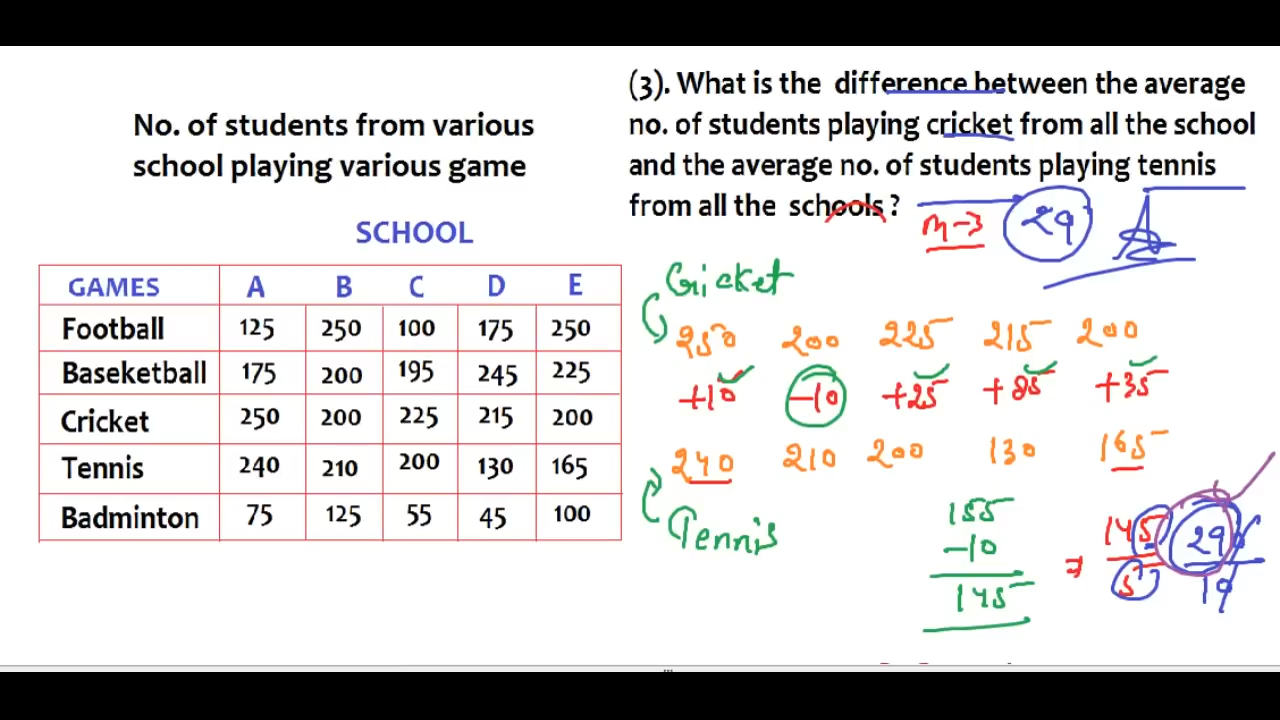 No. of students from various
school playing various game
SCHOOL
GAMES A B C D E
Football 125 250 100 175 250
Baseketball 175 200 195 245 225
Cricket 250 200 225 215 200
Tennis 240 210 200 130 165
Badminton 75 125 55 45 100
(3). What is the difference between the average
no. of students playing cricket from all the school
and the average no. of students playing tennis
from all the schools ?
m-3 29
Cricket
250 200 225 215 200
+10 -10 +25 +85 +35
240 210 200 130 165
Tennis
155
-10
145
145
5
29